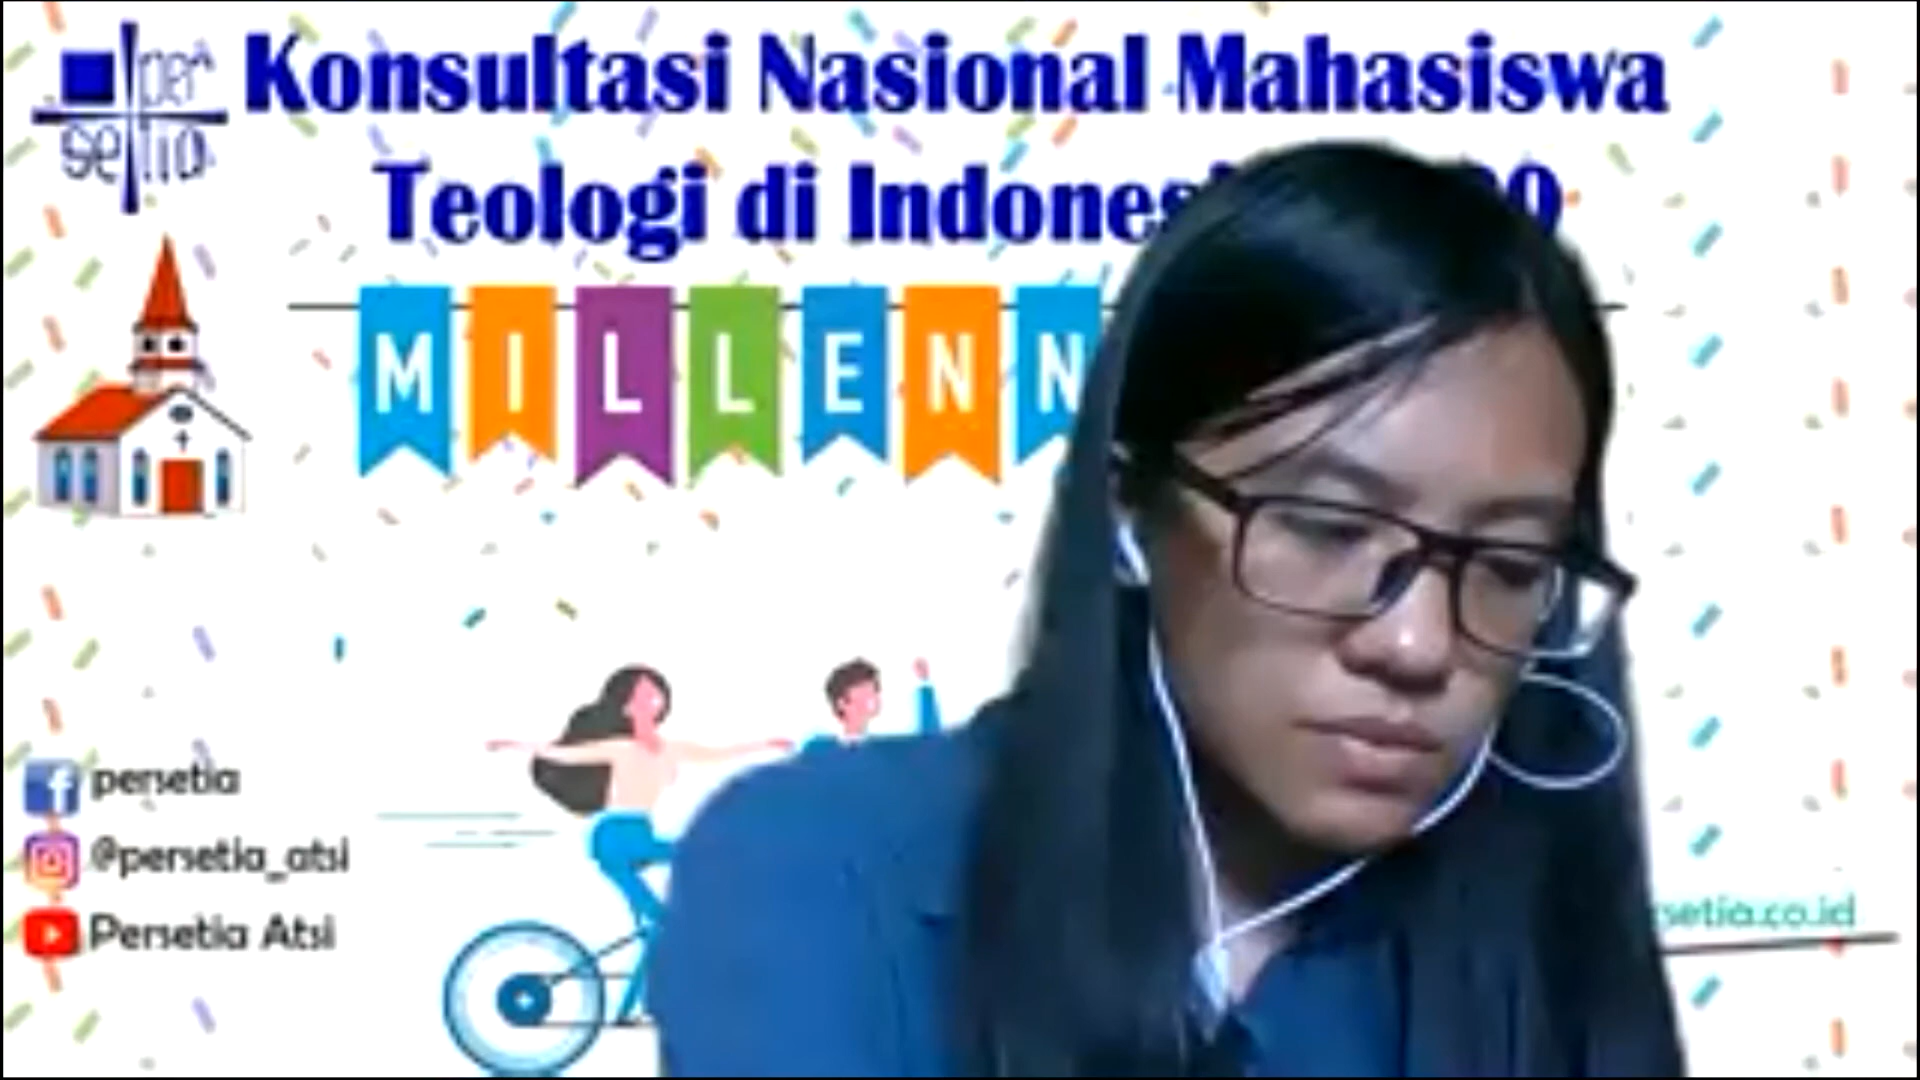 per
setia
Konsultasi Nasional Mahasiswa
Teologi di Indones
MILLENN
persetia
@persetia_atsi
Persetia Atsi
setia.co.id